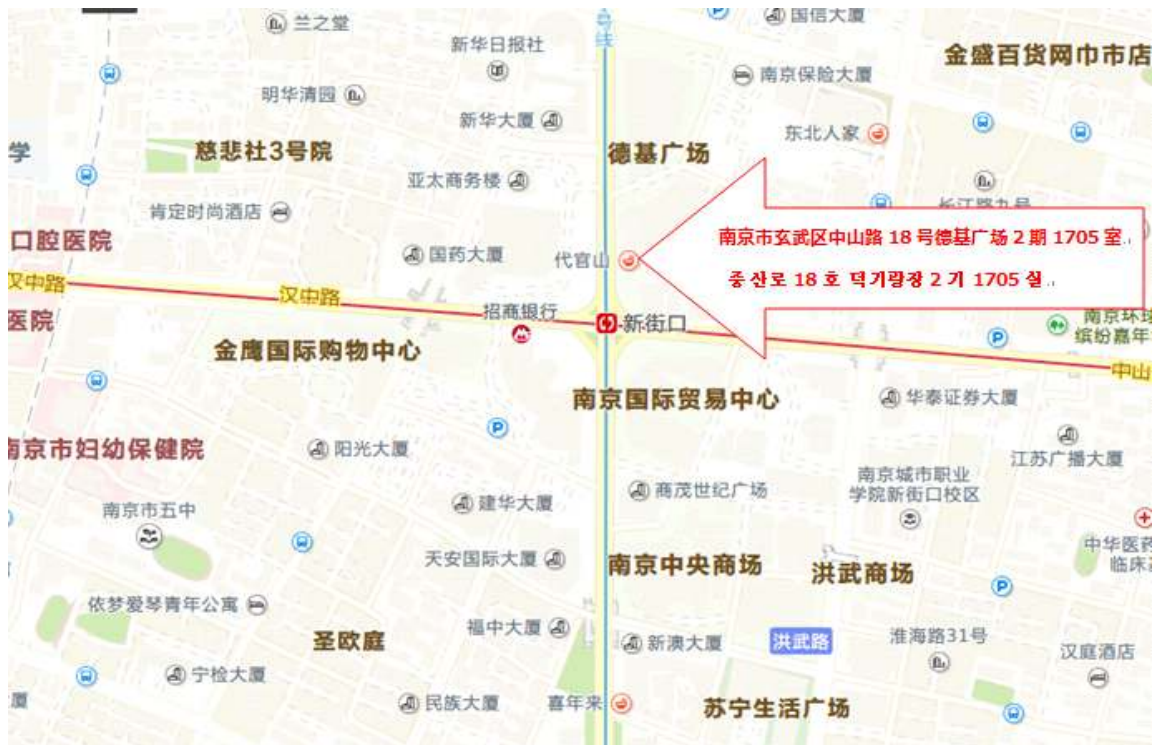 兰之堂
国信大厦
号线
新华日报社
金盛百货网巾市店
南京保险大厦
明华清园
新华大厦
东北人家
学
慈悲社3号院
德基广场
亚太商务楼
肯定时尚酒店
长江路九号
口腔医院
国药大厦
代官山
南京市玄武区中山路 18 号德基广场 2 期 1705 室.
중산로 18 호 덕기광장 2 기 1705 실.
汉中路
汉中路
招商银行
新街口
医院
南京环球
缤纷嘉年
金鹰国际购物中心
中山
南京国际贸易中心
华泰证券大厦
南京市妇幼保健院
阳光大厦
江苏广播大厦
南京城市职业
学院新街口校区
商茂世纪广场
建华大厦
南京市五中
天安国际大厦
南京中央商场
洪武商场
中华医药
临床
依梦爱琴青年公寓
福中大厦
圣欧庭
新澳大厦
洪武路
淮海路31号
汉庭酒店
宁检大厦
厦
民族大厦
喜年来
苏宁生活广场